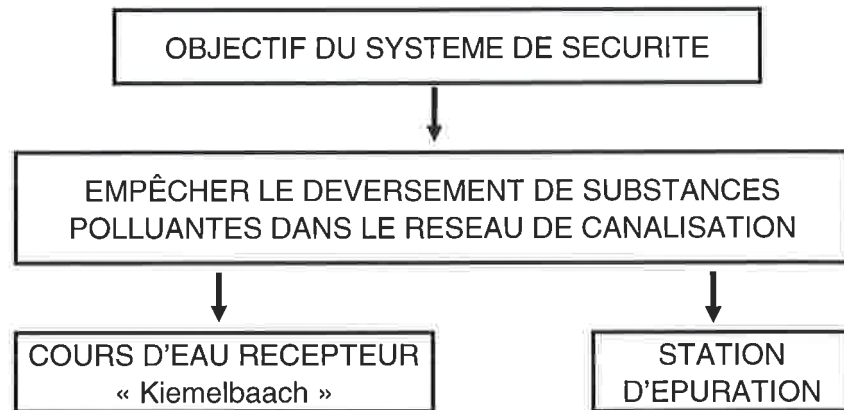 OBJECTIF DU SYSTEME DE SECURITE
EMPÊCHER LE DEVERSEMENT DE SUBSTANCES
POLLUANTES DANS LE RESEAU DE CANALISATION
COURS D'EAU RECEPTEUR
« Kiemelbaach »
STATION
D'EPURATION